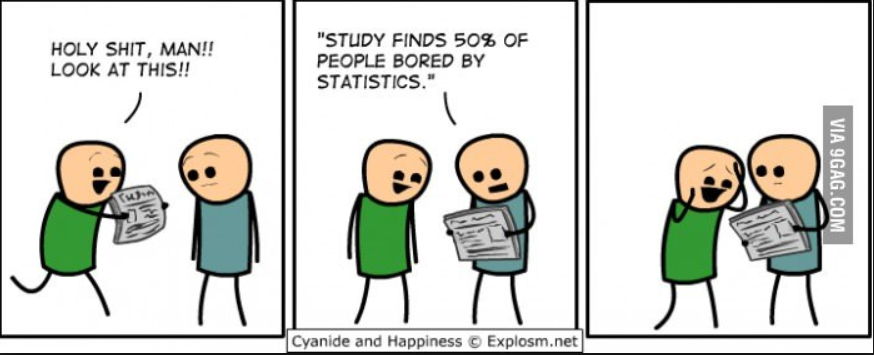 HOLY SHIT, MAN!!
LOOK AT THIS!!
"STUDY FINDS 50% OF
PEOPLE BORED BY
STATISTICS."
VIA 9GAG.COM
Cyanide and Happiness © Explosm.net